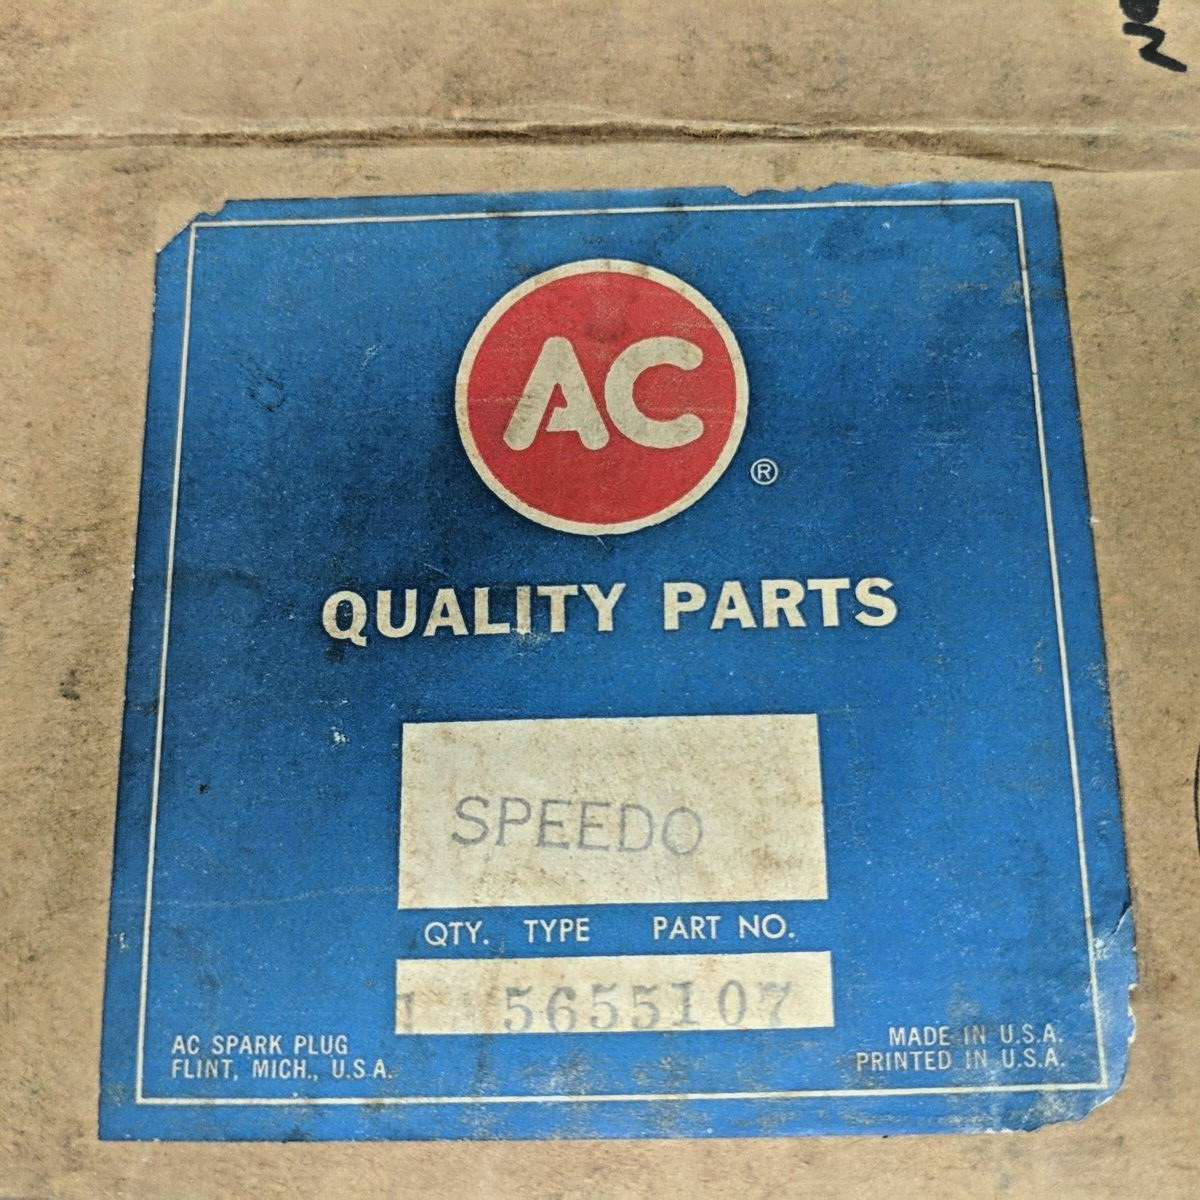 AC
®
QUALITY PARTS
SPEEDO
QTY. TYPE PART NO.
1 5655107
AC SPARK PLUG
FLINT, MICH., U.S.A.
MADE IN U.S.A.
PRINTED IN U.S.A.